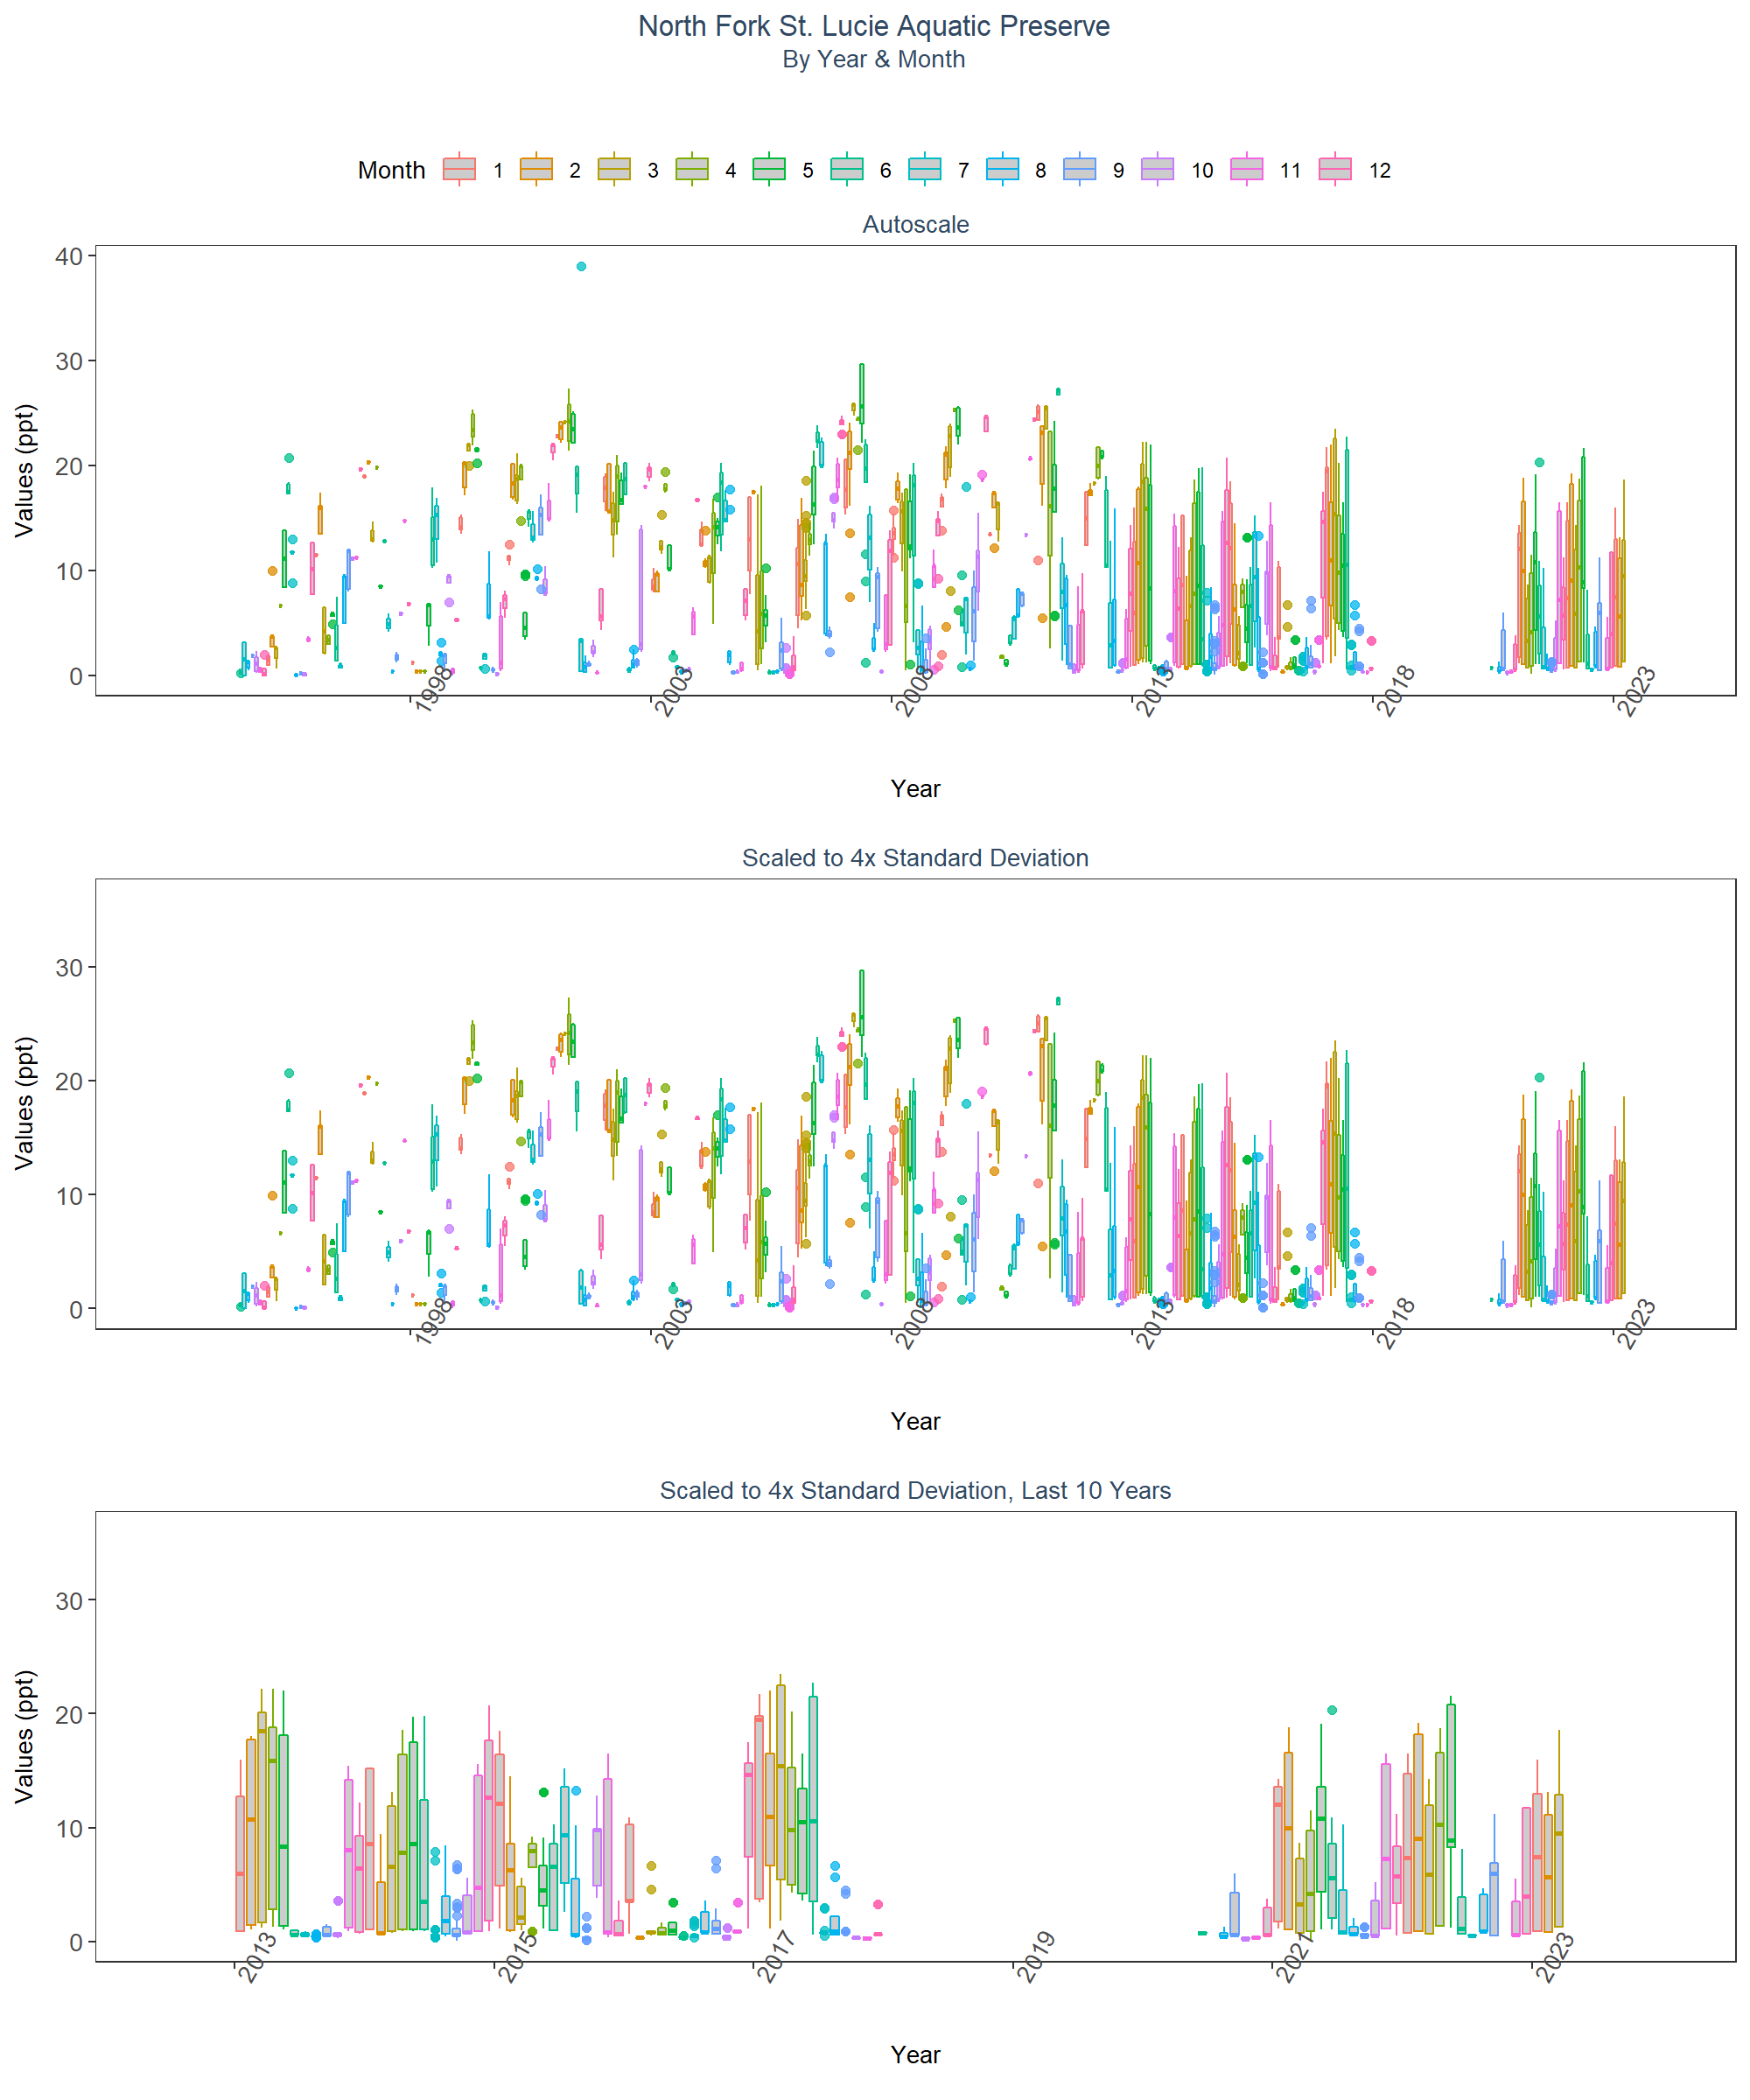 North Fork St. Lucie Aquatic Preserve
By Year & Month
Month 1 2 3 4 5 6 7 8 9 10 11 12
Autoscale
Values (ppt)
40
30
20
10
0
1998 2003 2008 2013 2018 2023
Year
Scaled to 4x Standard Deviation
Values (ppt)
30
20
10
0
1998 2003 2008 2013 2018 2023
Year
Scaled to 4x Standard Deviation, Last 10 Years
Values (ppt)
30
20
10
0
2013 2015 2017 2019 2021 2023
Year